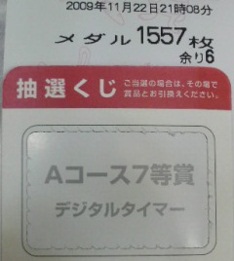 2009年11月22日21時08分
メダル 1557枚
余り6
抽選くじ
ご当選の場合は、その場で
賞品とお引換えください。
Aコース7等賞
デジタルタイマー